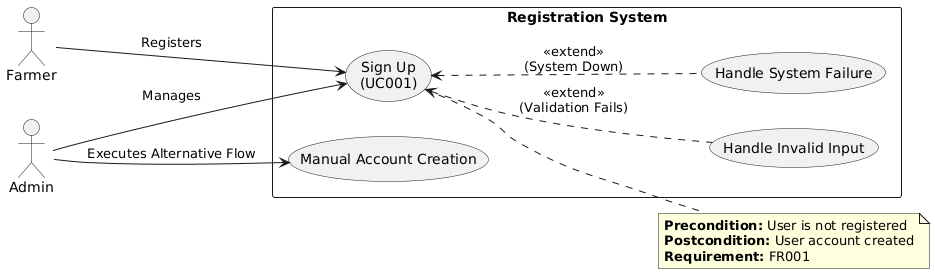 Registration System
Farmer
Registers
Sign Up
(UC001)
«extend»
(System Down)
Handle System Failure
Manages
«extend»
(Validation Fails)
Handle Invalid Input
Admin
Executes Alternative Flow
Manual Account Creation
Precondition: User is not registered
Postcondition: User account created
Requirement: FR001